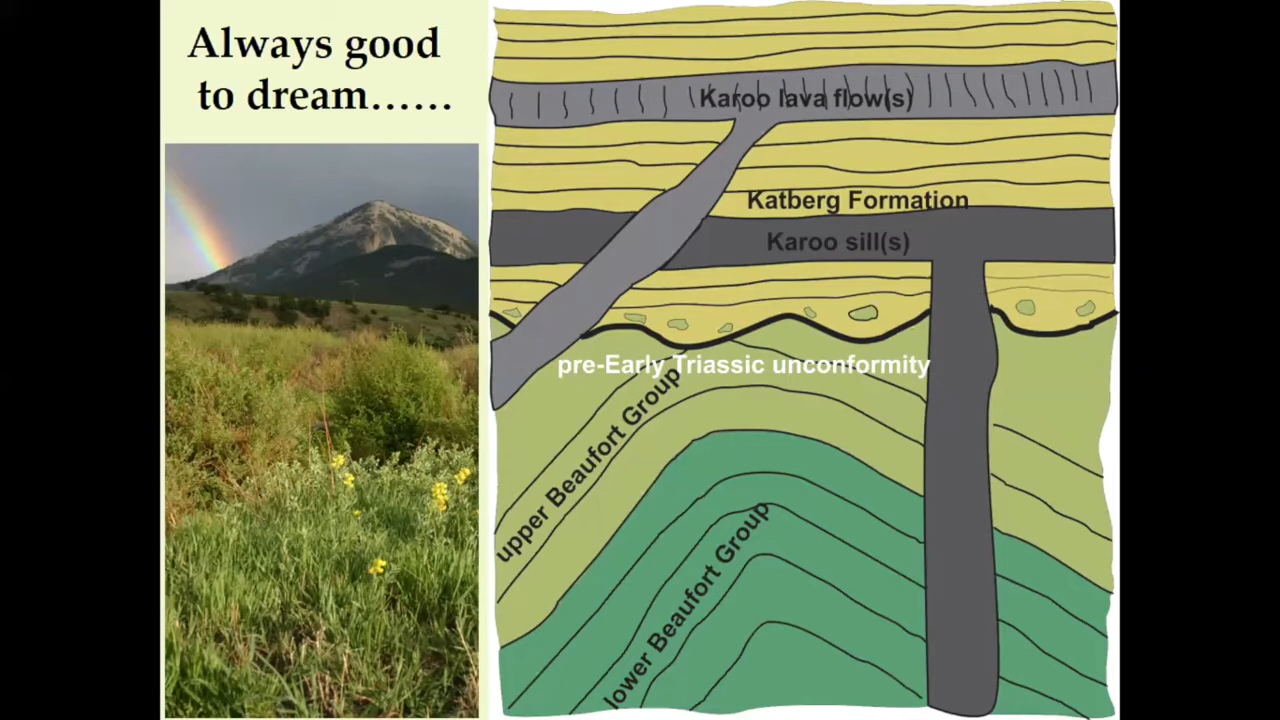 Always good
to dream......
Karoo lava flow(s)
Katberg Formation
Karoo sill(s)
pre-Early Triassic unconformity
upper Beaufort Group
lower Beaufort Group